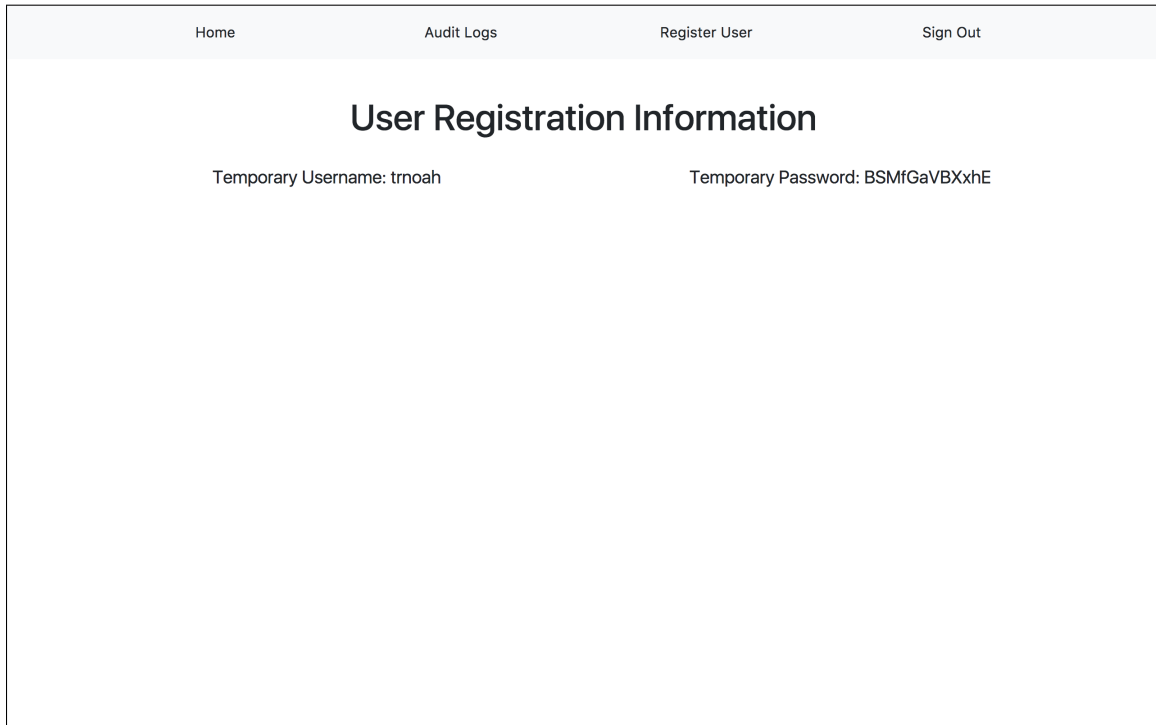 Home Audit Logs Register User Sign Out
User Registration Information
Temporary Username: trnoah Temporary Password: BSMfGaVBXxhE